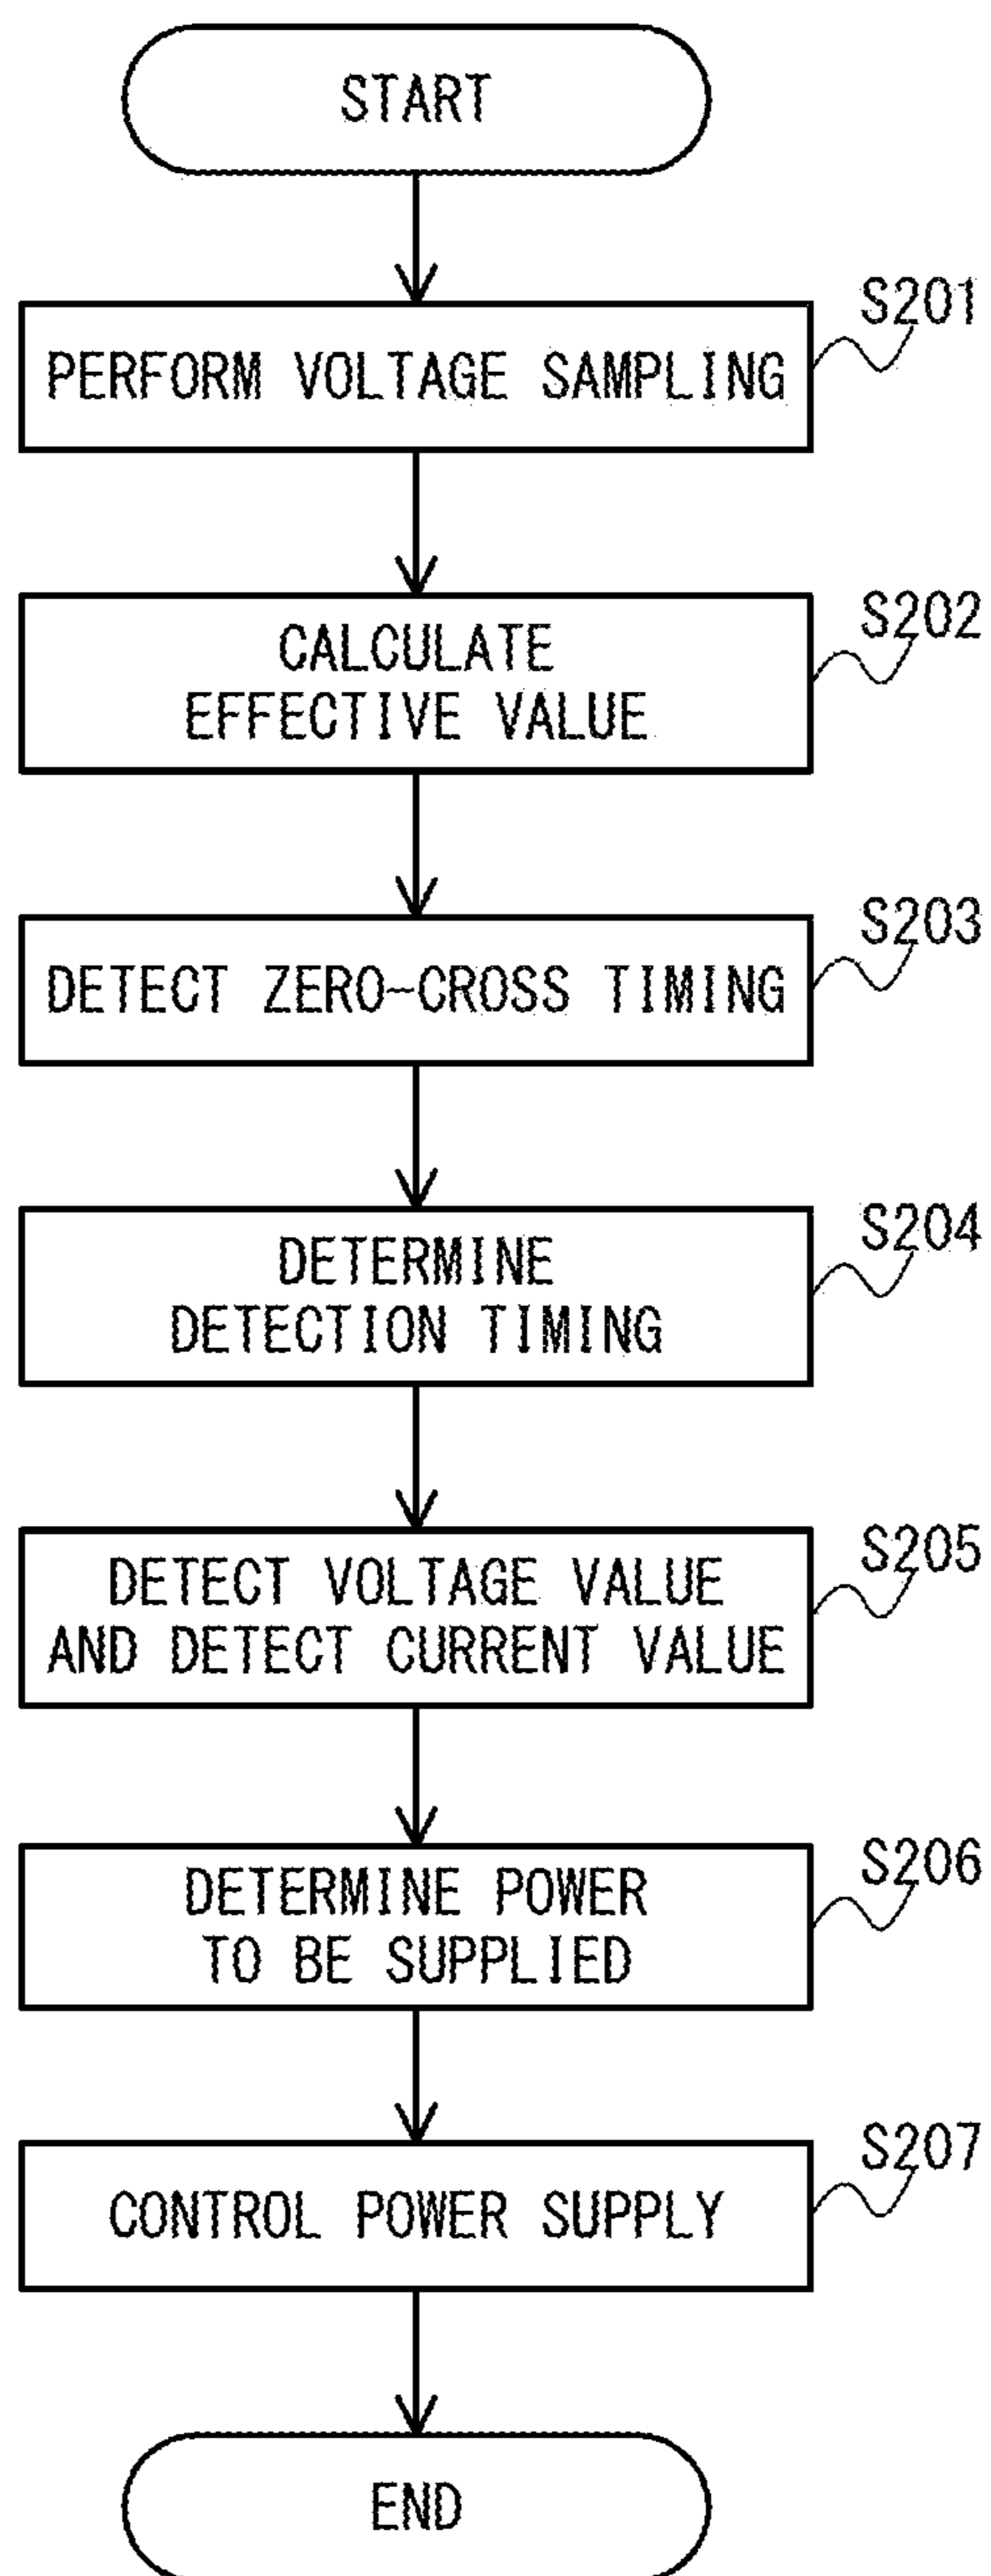 START
S201
PERFORM VOLTAGE SAMPLING
S202
CALCULATE
EFFECTIVE VALUE
S203
DETECT ZERO-CROSS TIMING
S204
DETERMINE
DETECTION TIMING
S205
DETECT VOLTAGE VALUE
AND DETECT CURRENT VALUE
S206
DETERMINE POWER
TO BE SUPPLIED
S207
CONTROL POWER SUPPLY
END